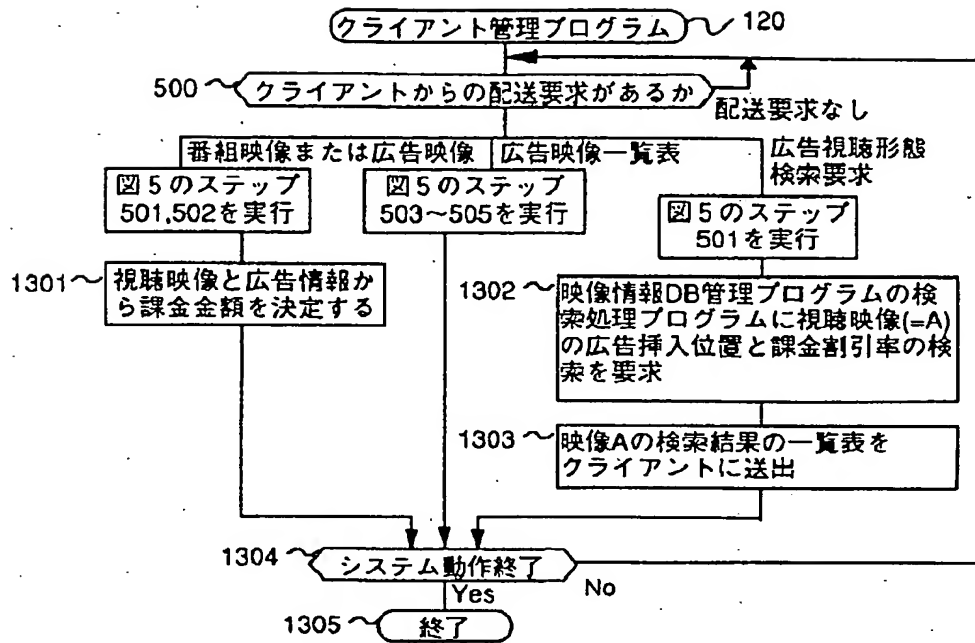 クライアント管理プログラム
120
500
クライアントからの配送要求があるか
配送要求なし
番組映像または広告映像
広告映像一覧表
広告視聴形態
検索要求
図5のステップ
501,502を実行
図5のステップ
503～505を実行
図5のステップ
501を実行
1301
視聴映像と広告情報か
ら課金金額を決定する
1302
映像情報DB管理プログラムの検
索処理プログラムに視聴映像(=A)
の広告挿入位置と課金割引率の検
索を要求
1303
映像Aの検索結果の一覧表を
クライアントに送出
1304
システム動作終了
Yes
No
1305
終了